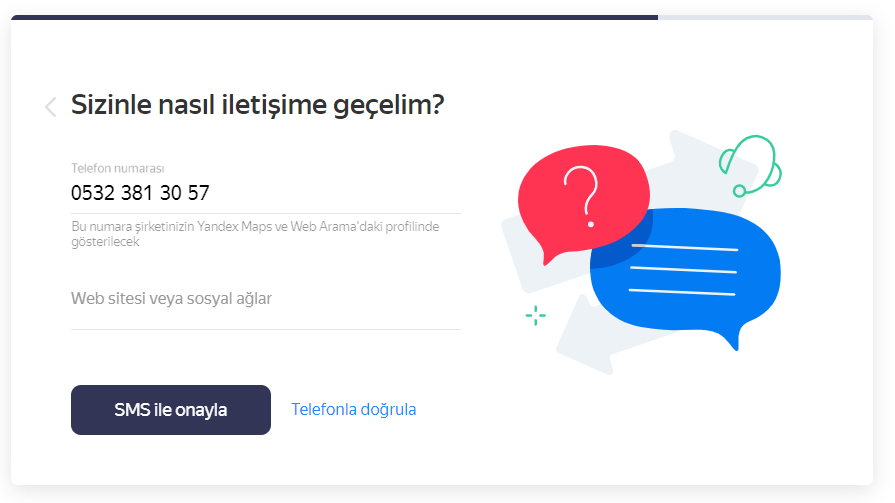 Sizinle nasıl iletişime geçelim?
Telefon numarası
0532 381 30 57
Bu numara şirketinizin Yandex Maps ve Web Arama'daki profilinde
gösterilecek
Web sitesi veya sosyal ağlar
SMS ile onayla
Telefonla doğrula
?